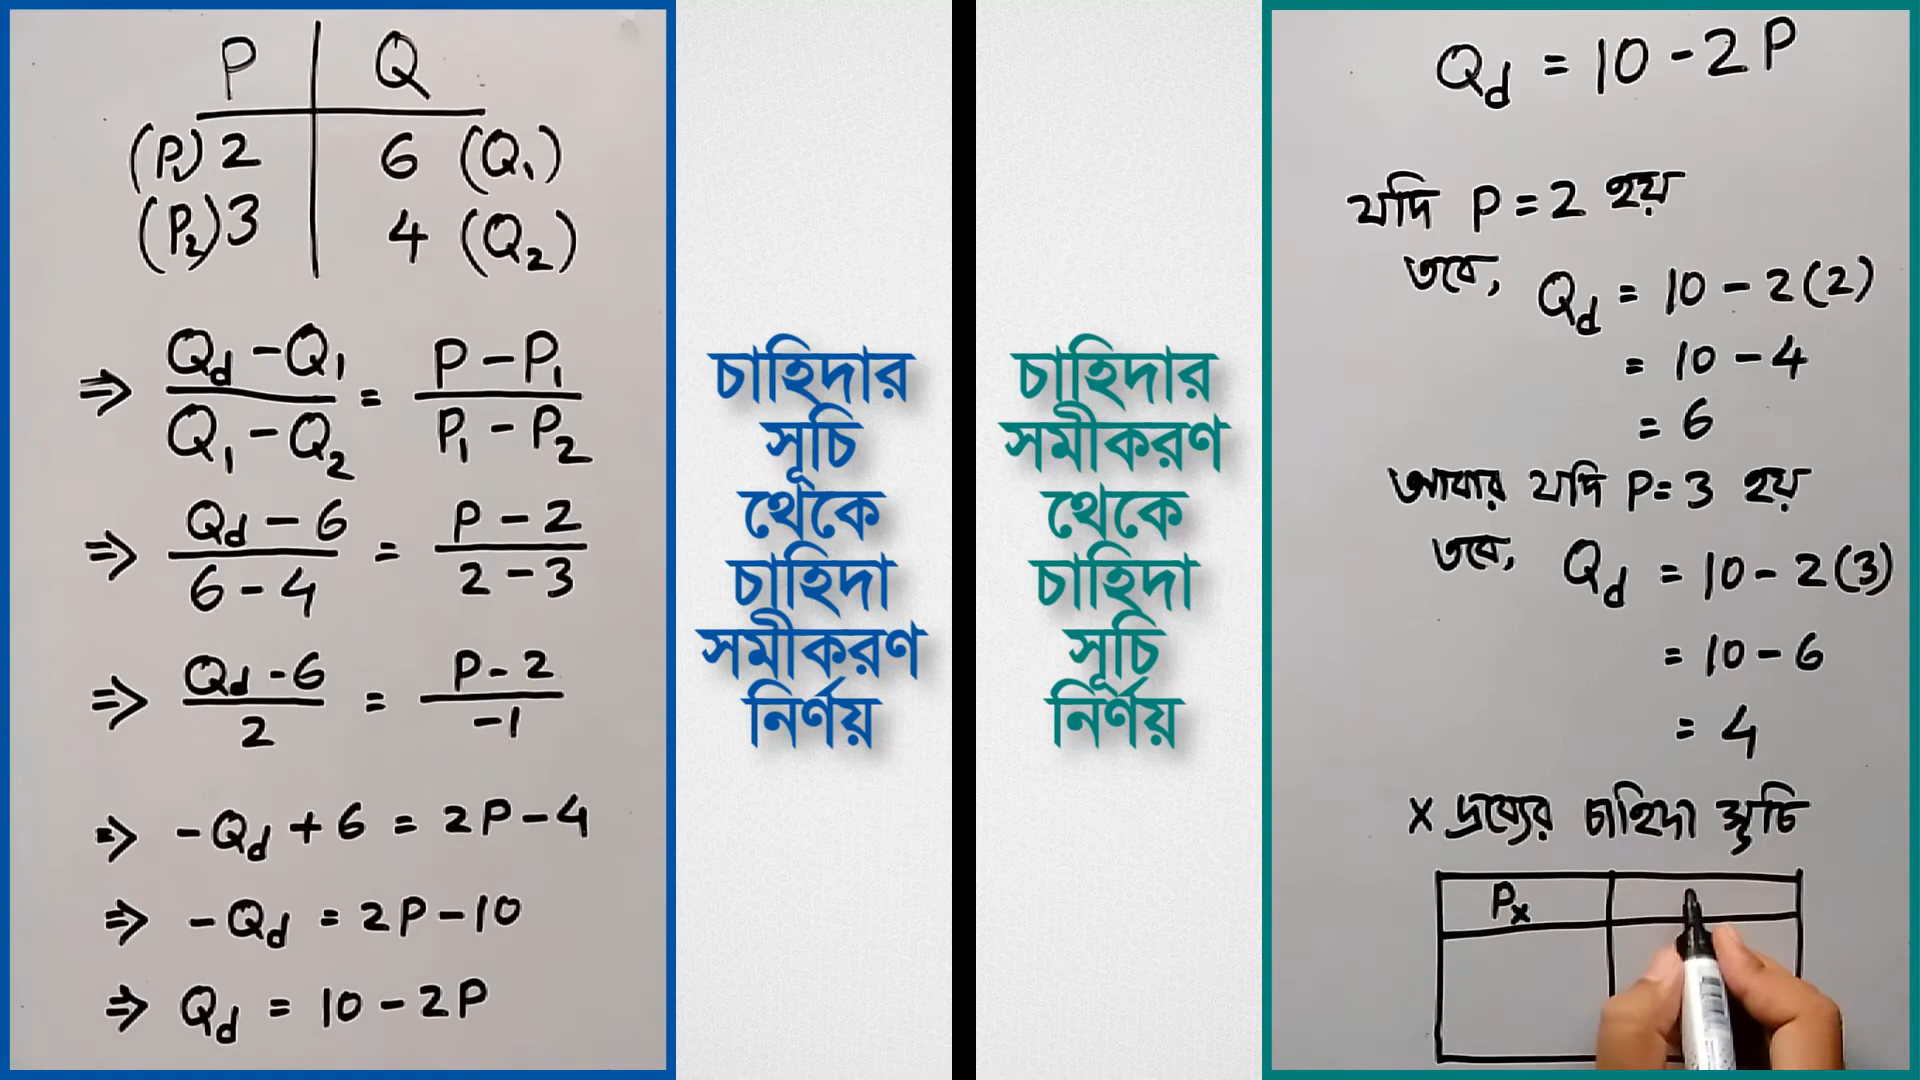 P | Q
(P₁) 2 | 6 (Q₁)
(P₂) 3 | 4 (Q₂)
⇒ (Qd - Q₁)/(Q₁ - Q₂) = (P - P₁)/(P₁ - P₂)
⇒ (Qd - 6)/(6 - 4) = (P - 2)/(2 - 3)
⇒ (Qd - 6)/2 = (P - 2)/-1
⇒ -Qd + 6 = 2P - 4
⇒ -Qd = 2P - 10
⇒ Qd = 10 - 2P
চাহিদার
সূচি
থেকে
চাহিদা
সমীকরণ
নির্ণয়
চাহিদার
সমীকরণ
থেকে
চাহিদা
সূচি
নির্ণয়
Qd = 10 - 2P
যদি P = 2 হয়
তবে, Qd = 10 - 2(2)
= 10 - 4
= 6
আবার যদি P = 3 হয়
তবে, Qd = 10 - 2(3)
= 10 - 6
= 4
X দ্রব্যের চাহিদা সূচি
Px